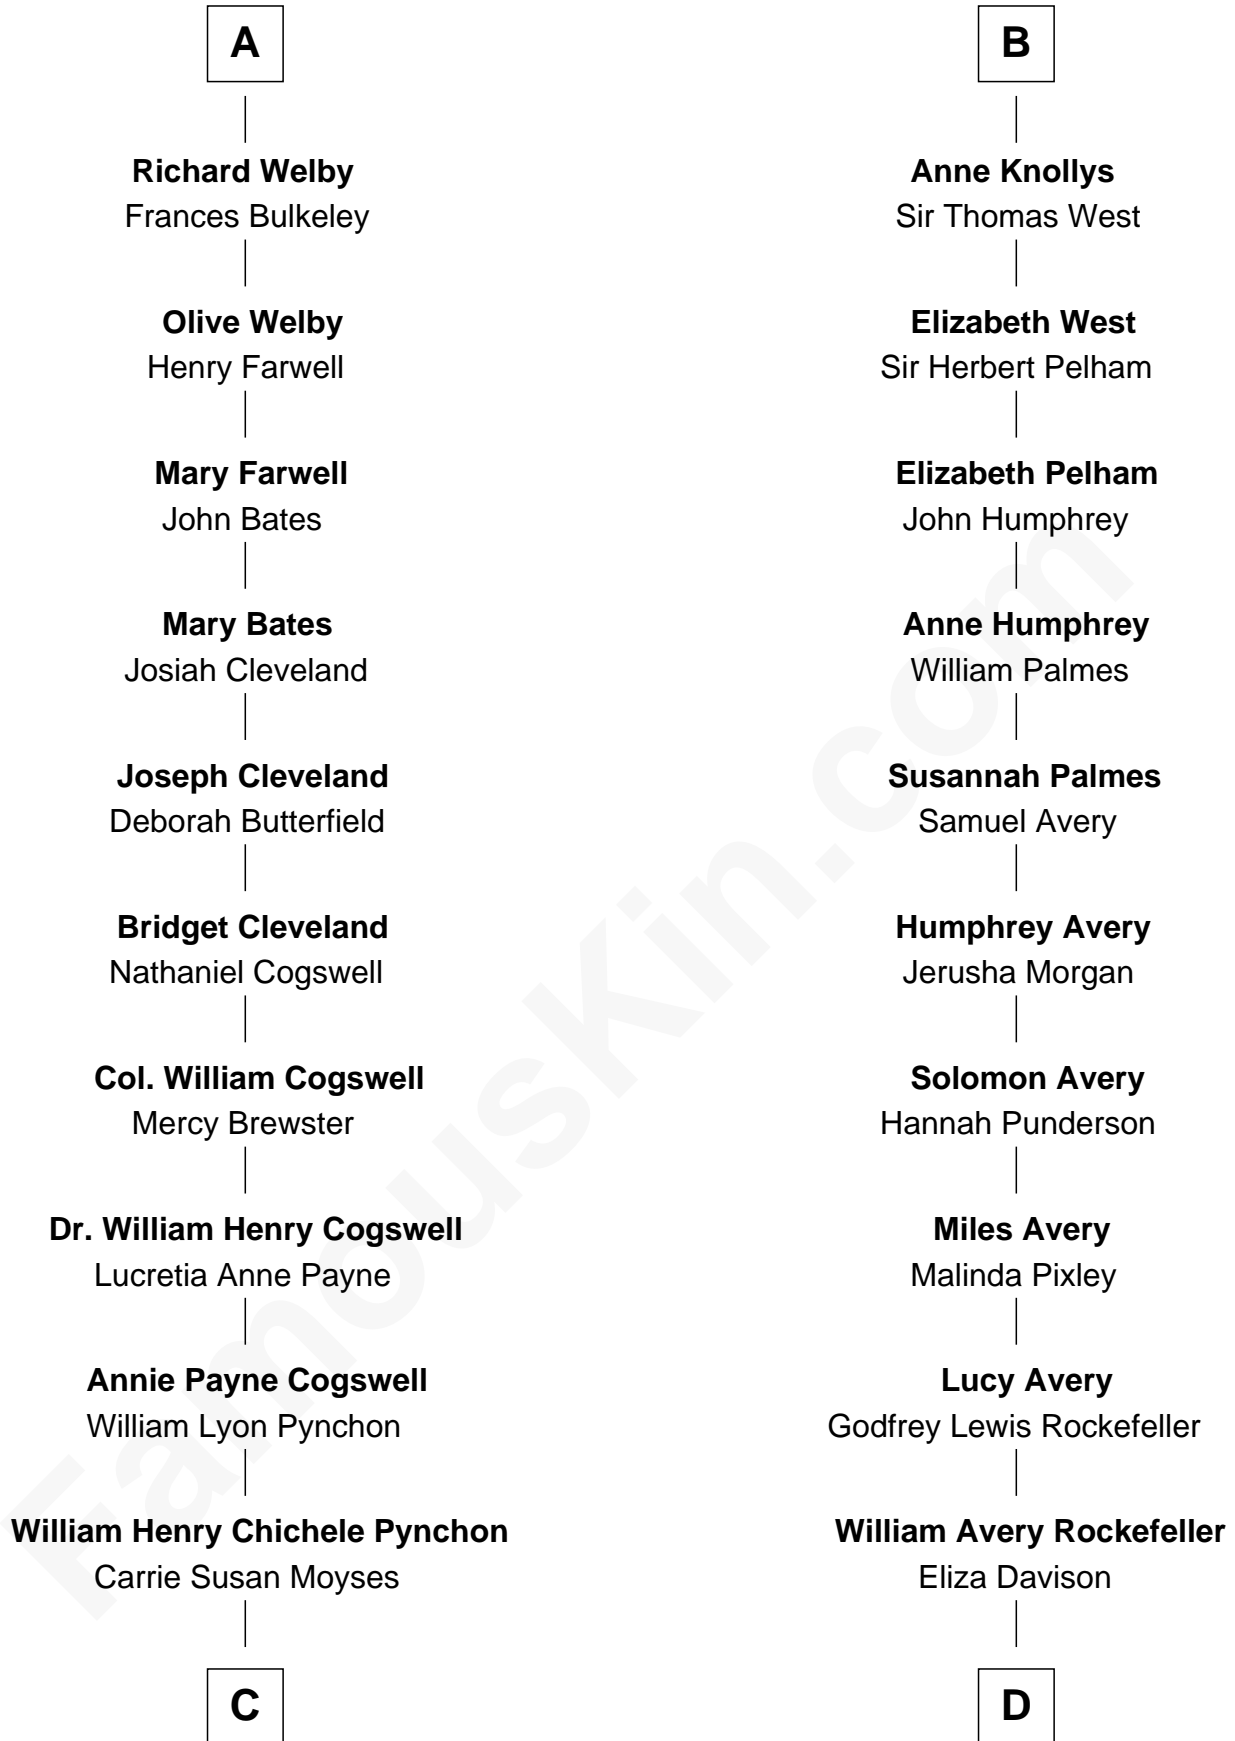 A
Richard Welby
Frances Bulkeley
Olive Welby
Henry Farwell
Mary Farwell
John Bates
Mary Bates
Josiah Cleveland
Joseph Cleveland
Deborah Butterfield
Bridget Cleveland
Nathaniel Cogswell
Col. William Cogswell
Mercy Brewster
Dr. William Henry Cogswell
Lucretia Anne Payne
Annie Payne Cogswell
William Lyon Pynchon
William Henry Chichele Pynchon
Carrie Susan Moyses
C
B
Anne Knollys
Sir Thomas West
Elizabeth West
Sir Herbert Pelham
Elizabeth Pelham
John Humphrey
Anne Humphrey
William Palmes
Susannah Palmes
Samuel Avery
Humphrey Avery
Jerusha Morgan
Solomon Avery
Hannah Punderson
Miles Avery
Malinda Pixley
Lucy Avery
Godfrey Lewis Rockefeller
William Avery Rockefeller
Eliza Davison
D
FamousKin.com